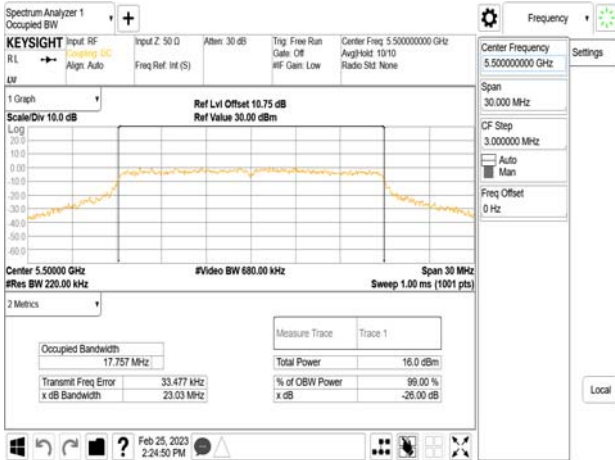 Spectrum Analyzer 1
Occupied BW
Frequency
KEYSIGHT
Input: RF
Input Z: 50 Ω
Atten: 30 dB
Trig: Free Run
Center Freq: 5.500000000 GHz
RL
Coupling: DC
Gate: Off
Avg|Hold: 10/10
Align: Auto
Freq Ref: Int (S)
#IF Gain: Low
Radio Std: None
Center Frequency
5.500000000 GHz
Settings
Span
30.000 MHz
CF Step
3.000000 MHz
Auto
Man
Freq Offset
0 Hz
Local
1 Graph
Ref Lvl Offset 10.75 dB
Scale/Div 10.0 dB
Ref Value 30.00 dBm
Log
20.0
10.0
0.00
-10.0
-20.0
-30.0
-40.0
-50.0
-60.0
Center 5.50000 GHz
#Video BW 680.00 kHz
Span 30 MHz
#Res BW 220.00 kHz
Sweep 1.00 ms (1001 pts)
2 Metrics
Measure Trace
Trace 1
Occupied Bandwidth
17.757 MHz
Total Power
16.0 dBm
Transmit Freq Error
33.477 kHz
% of OBW Power
99.00 %
x dB Bandwidth
23.03 MHz
x dB
-26.00 dB
Feb 25, 2023
2:24:50 PM